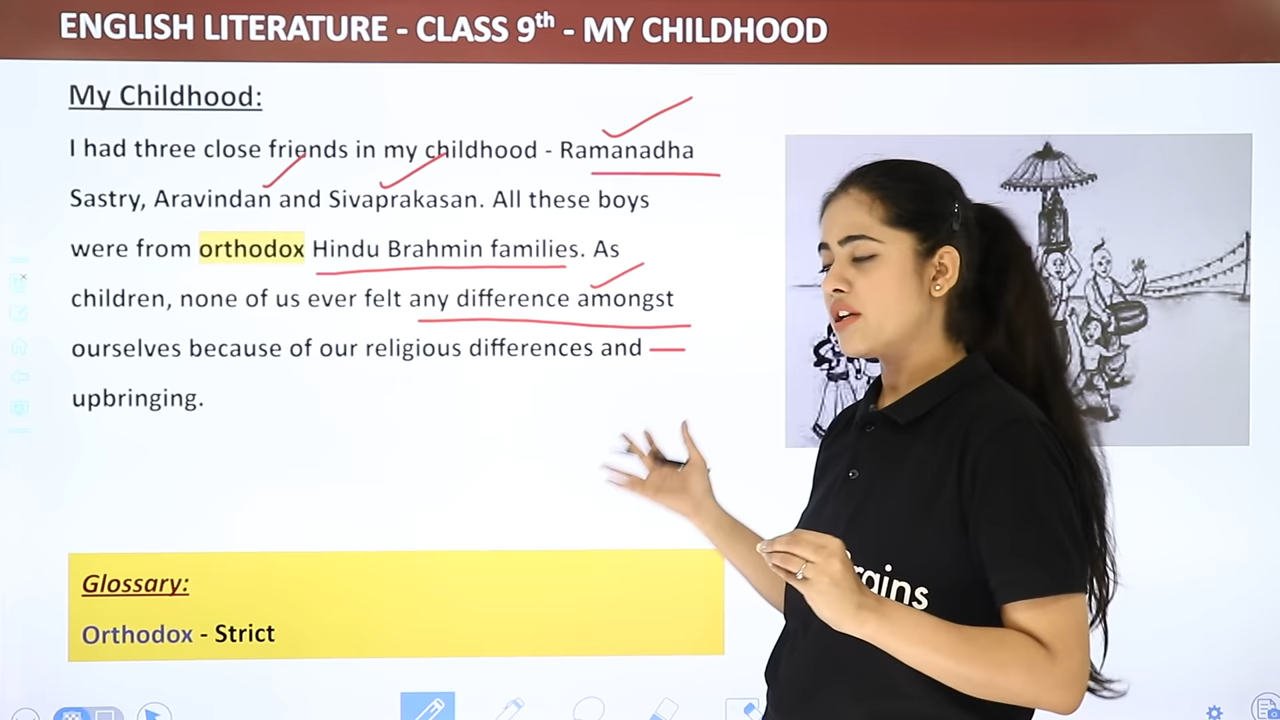 ENGLISH LITERATURE - CLASS 9th - MY CHILDHOOD
My Childhood:
I had three close friends in my childhood - Ramanadha
Sastry, Aravindan and Sivaprakasan. All these boys
were from orthodox Hindu Brahmin families. As
children, none of us ever felt any difference amongst
ourselves because of our religious differences and
upbringing.
Glossary:
Orthodox - Strict